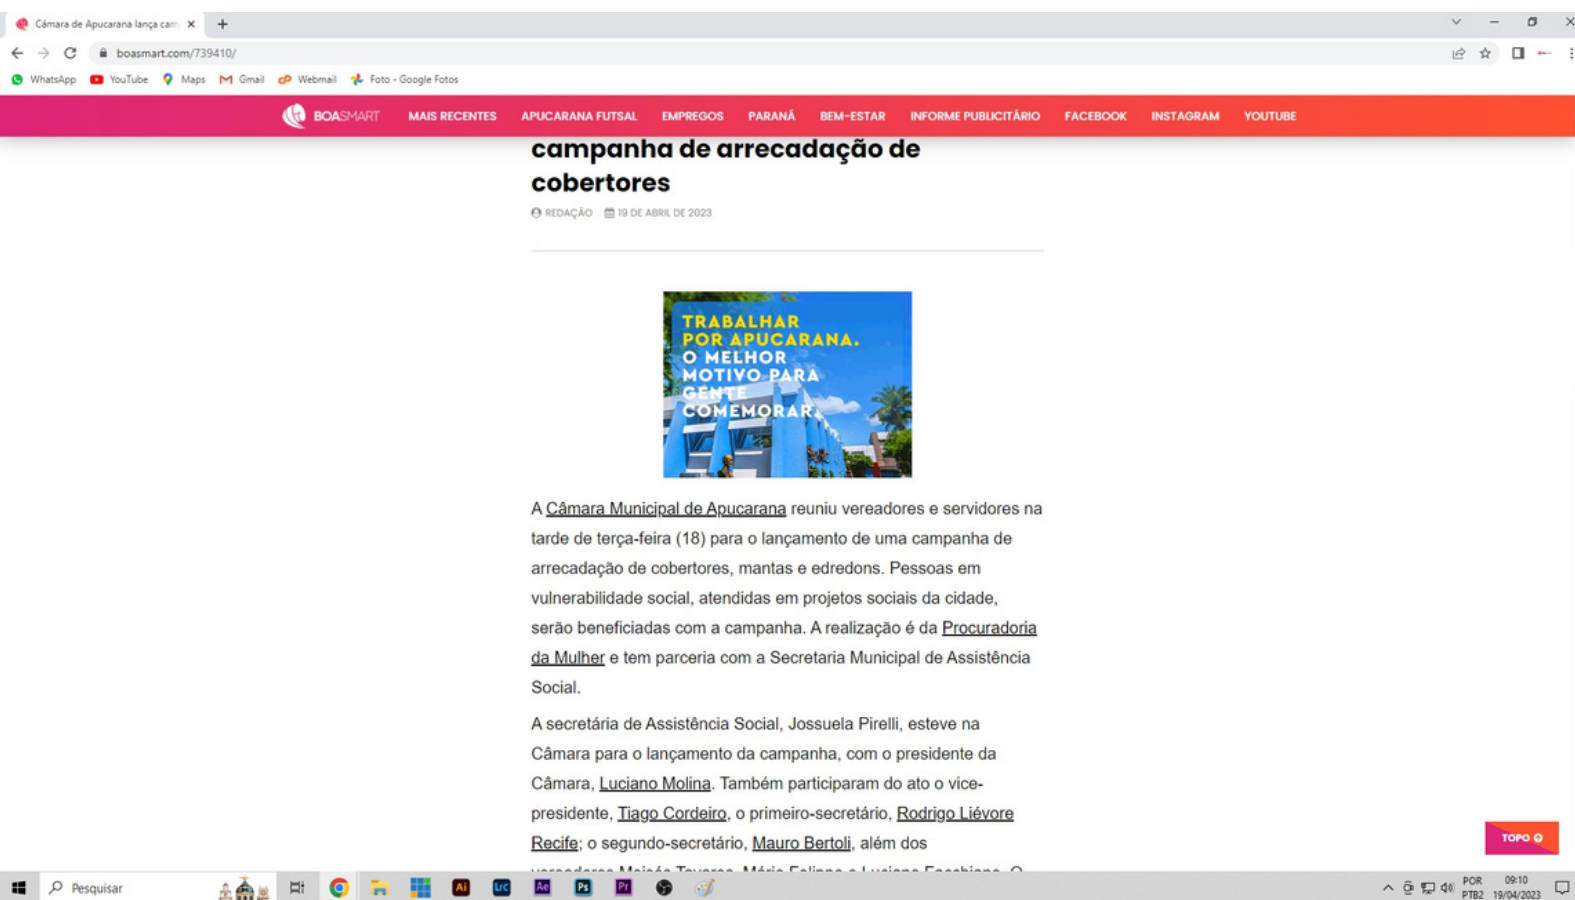 Câmara de Apucarana lança cam
boasmart.com/739410/
WhatsApp YouTube Maps Gmail Webmail Foto - Google Fotos
BOASMART MAIS RECENTES APUCARANA FUTSAL EMPREGOS PARANÁ BEM-ESTAR INFORME PUBLICITÁRIO FACEBOOK INSTAGRAM YOUTUBE
campanha de arrecadação de
cobertores
REDAÇÃO 19 DE ABRIL DE 2023
TRABALHAR
POR APUCARANA.
O MELHOR
MOTIVO PARA
GENTE
COMEMORAR.
A Câmara Municipal de Apucarana reuniu vereadores e servidores na
tarde de terça-feira (18) para o lançamento de uma campanha de
arrecadação de cobertores, mantas e edredons. Pessoas em
vulnerabilidade social, atendidas em projetos sociais da cidade,
serão beneficiadas com a campanha. A realização é da Procuradoria
da Mulher e tem parceria com a Secretaria Municipal de Assistência
Social.
A secretária de Assistência Social, Jossuela Pirelli, esteve na
Câmara para o lançamento da campanha, com o presidente da
Câmara, Luciano Molina. Também participaram do ato o vice-
presidente, Tiago Cordeiro, o primeiro-secretário, Rodrigo Liévore
Recife; o segundo-secretário, Mauro Bertoli, além dos
TOPO
Pesquisar
Ai Lrc Ae Ps Pr
POR 09:10
PTB2 19/04/2023